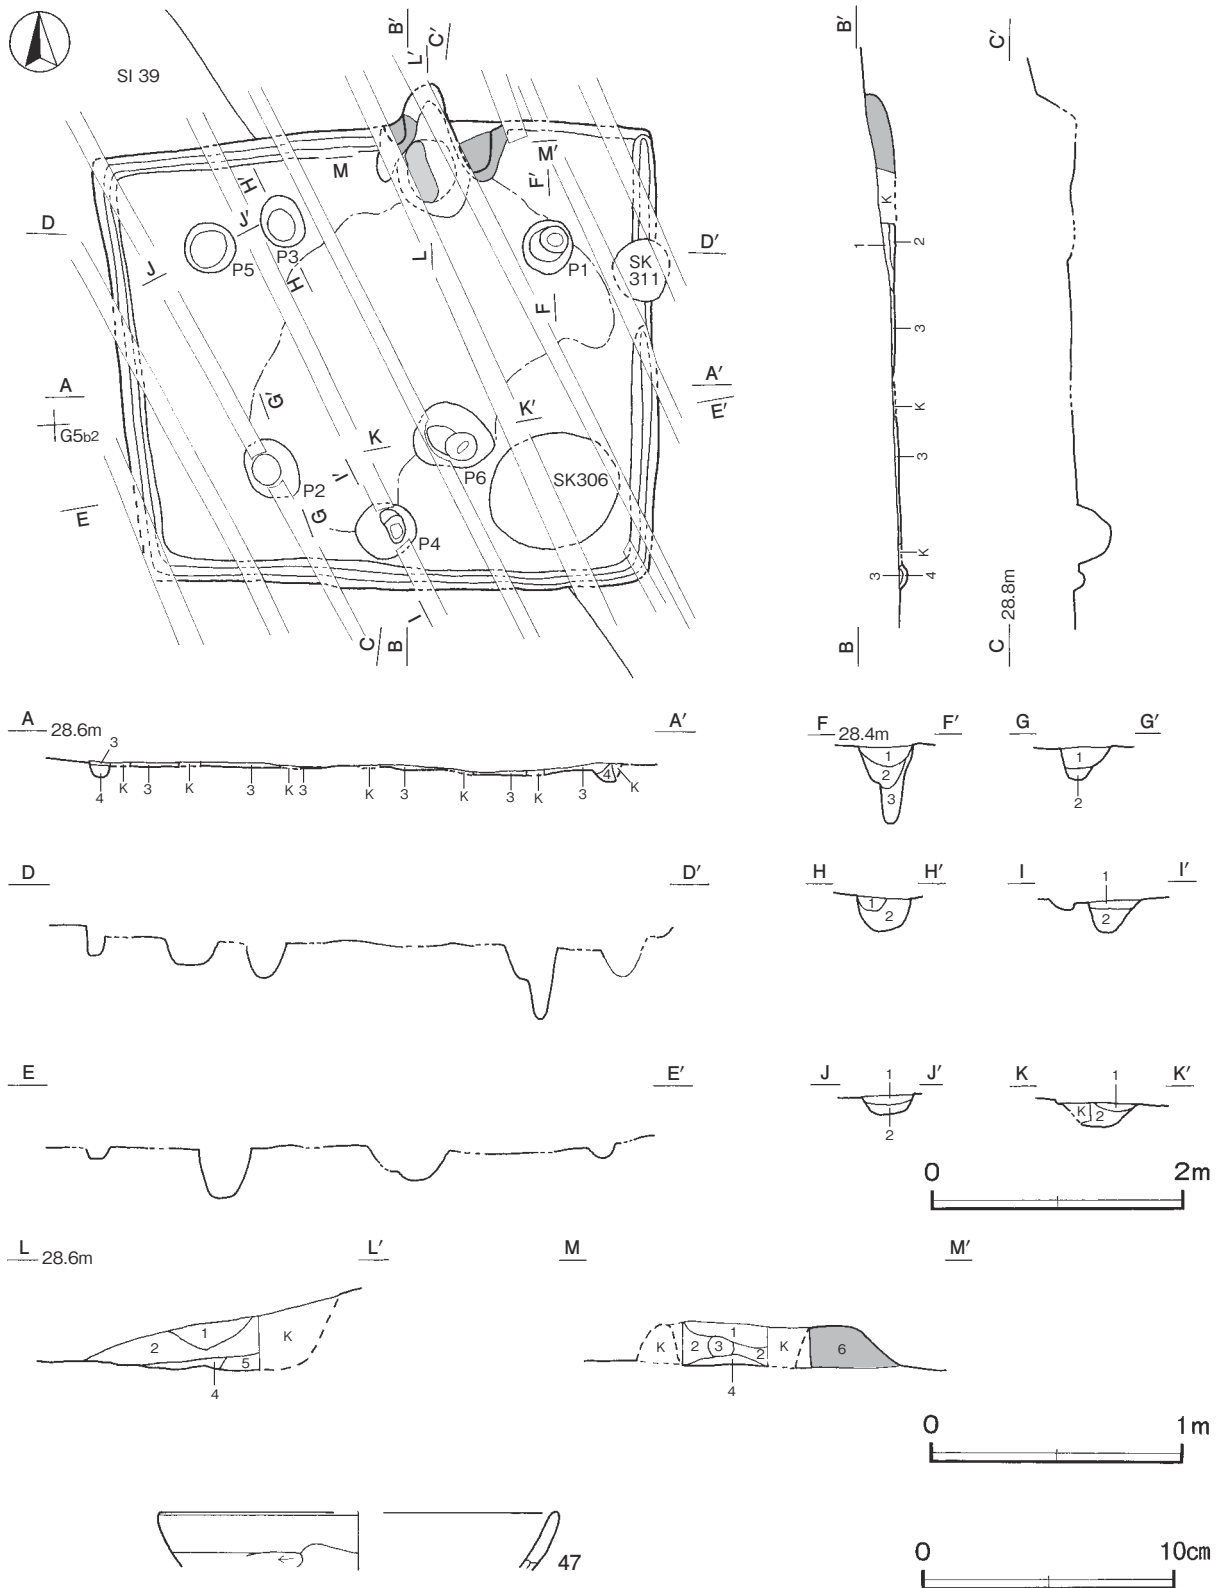 SI 39
B′
C′
L′
B′
C′
M
M′
H′
F′
D
J′
P5
P3
H
J
L
P1
SK
311
D′
F
K
1
2
3
K
3
K
3
4
A
G5b2
G′
K′
A′
E′
K
P2
I′
P6
SK306
E
G
P4
I
C
B
B
C
28.8m
A
28.6m
A′
3
4
K
3
K
3
K
3
K
3
K
3
K
3
4
K
F
28.4m
F′
1
2
3
G
G′
1
2
D
D′
H
H′
1
2
I
I′
1
2
E
E′
J
J′
1
2
K
K′
1
K
2
0
2m
L
28.6m
L′
1
2
K
5
4
M
M′
K
1
2
3
2
K
6
4
0
1m
47
0
10cm